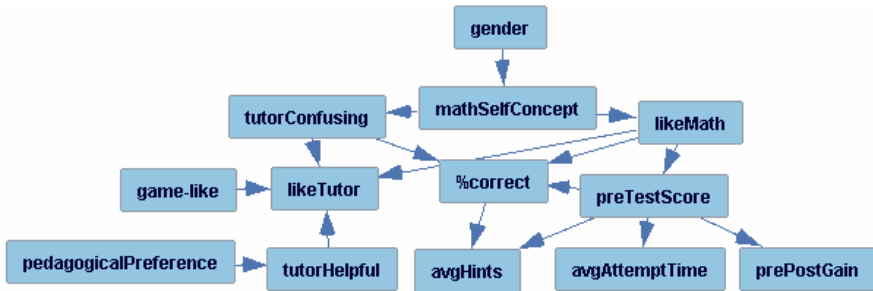 gender
mathSelfConcept
tutorConfusing
likeMath
game-like
likeTutor
%correct
preTestScore
pedagogicalPreference
tutorHelpful
avgHints
avgAttemptTime
prePostGain